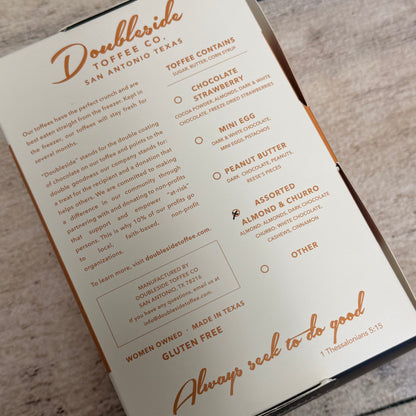 Doubleside
TOFFEE CO.
SAN ANTONIO TEXAS
Our toffees have the perfect crunch and are
best eaten straight from the freezer. Kept in
the freezer, our toffees will stay fresh for
several months.
"Doubleside" stands for the double coating
of chocolate on our toffee and points to the
double goodness our company stands for:
a treat for the recipient and a donation that
helps others. We are committed to making
a difference in our community through
partnering with and donating to non-profits
that support and empower "at-risk"
persons. This is why 10% of our profits go
to local, faith-based, non-profit
organizations.
To learn more, visit doublesidetoffee.com.
MANUFACTURED BY
DOUBLESIDE TOFFEE CO
SAN ANTONIO, TX 78216
If you have any questions, email us at
info@doublesidetoffee.com
WOMEN OWNED · MADE IN TEXAS
GLUTEN FREE
TOFFEE CONTAINS
SUGAR, BUTTER, CORN SYRUP
CHOCOLATE
STRAWBERRY
COCOA POWDER, ALMONDS, DARK & WHITE
CHOCOLATE, FREEZE DRIED STRAWBERRIES
MINI EGG
DARK & WHITE CHOCOLATE,
MINI EGGS, PISTACHIOS
PEANUT BUTTER
DARK, CHOCOLATE, PEANUTS,
REESE'S PIECES
ASSORTED
ALMOND & CHURRO
ALMOND: ALMONDS, DARK CHOCOLATE
CHURRO: WHITE CHOCOLATE,
CASHEWS, CINNAMON
OTHER
Always seek to do good
1 Thessalonians 5:15